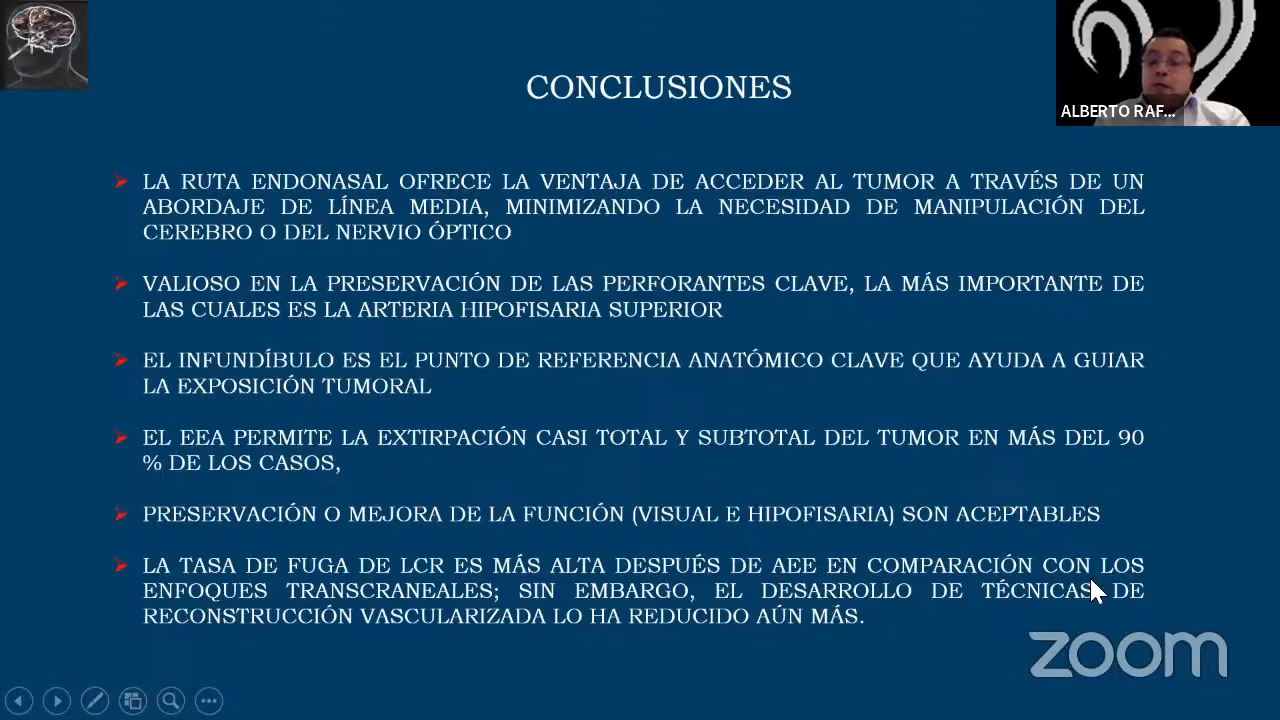 CONCLUSIONES
ALBERTO RAF...
LA RUTA ENDONASAL OFRECE LA VENTAJA DE ACCEDER AL TUMOR A TRAVÉS DE UN
ABORDAJE DE LÍNEA MEDIA, MINIMIZANDO LA NECESIDAD DE MANIPULACIÓN DEL
CEREBRO O DEL NERVIO ÓPTICO
VALIOSO EN LA PRESERVACIÓN DE LAS PERFORANTES CLAVE, LA MÁS IMPORTANTE DE
LAS CUALES ES LA ARTERIA HIPOFISARIA SUPERIOR
EL INFUNDÍBULO ES EL PUNTO DE REFERENCIA ANATÓMICO CLAVE QUE AYUDA A GUIAR
LA EXPOSICIÓN TUMORAL
EL EEA PERMITE LA EXTIRPACIÓN CASI TOTAL Y SUBTOTAL DEL TUMOR EN MÁS DEL 90
% DE LOS CASOS,
PRESERVACIÓN O MEJORA DE LA FUNCIÓN (VISUAL E HIPOFISARIA) SON ACEPTABLES
LA TASA DE FUGA DE LCR ES MÁS ALTA DESPUÉS DE AEE EN COMPARACIÓN CON LOS
ENFOQUES TRANSCRANEALES; SIN EMBARGO, EL DESARROLLO DE TÉCNICAS DE
RECONSTRUCCIÓN VASCULARIZADA LO HA REDUCIDO AÚN MÁS.
zoom